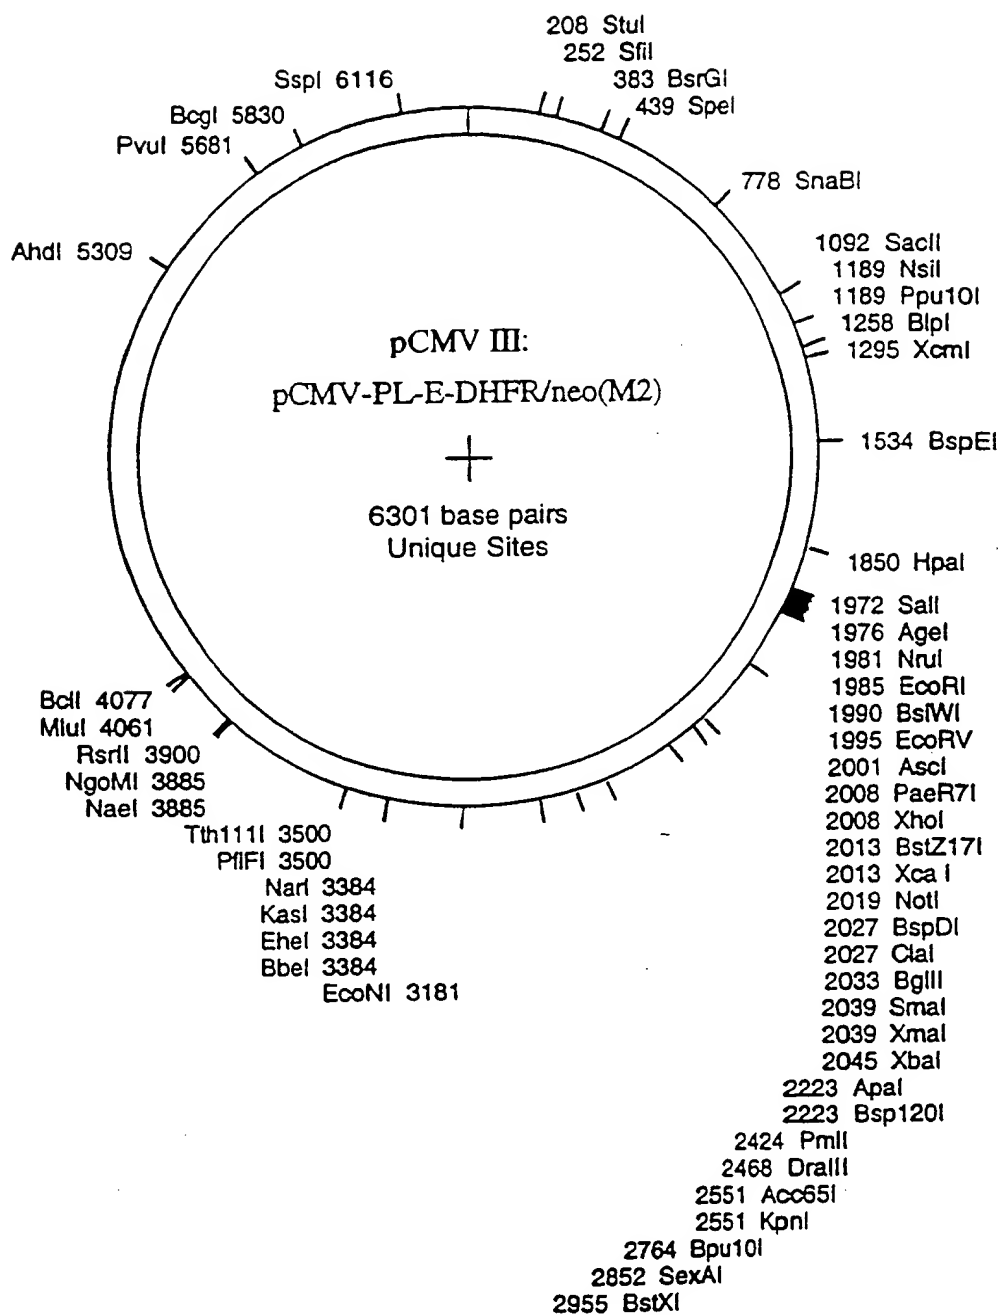 208 StuI
252 SfiI
383 BsrGI
439 SpeI
778 SnaBI
1092 SacII
1189 NsiI
1189 Ppu10I
1258 BlpI
1295 XcmI
1534 BspEI
1850 HpaI
1972 SalI
1976 AgeI
1981 NruI
1985 EcoRI
1990 BsiWI
1995 EcoRV
2001 AscI
2008 PaeR7I
2008 XhoI
2013 BstZ17I
2013 Xca I
2019 NotI
2027 BspDI
2027 ClaI
2033 BglII
2039 SmaI
2039 XmaI
2045 XbaI
2223 ApaI
2223 Bsp120I
2424 PmlI
2468 DraIII
2551 Acc65I
2551 KpnI
2764 Bpu10I
2852 SexAI
2955 BstXI
EcoNI 3181
BbeI 3384
EheI 3384
KasI 3384
NarI 3384
PflFI 3500
Tth111I 3500
NaeI 3885
NgoMI 3885
RsrII 3900
MluI 4061
BclI 4077
AhdI 5309
PvuI 5681
BcgI 5830
SspI 6116
pCMV III:
pCMV-PL-E-DHFR/neo(M2)
6301 base pairs
Unique Sites